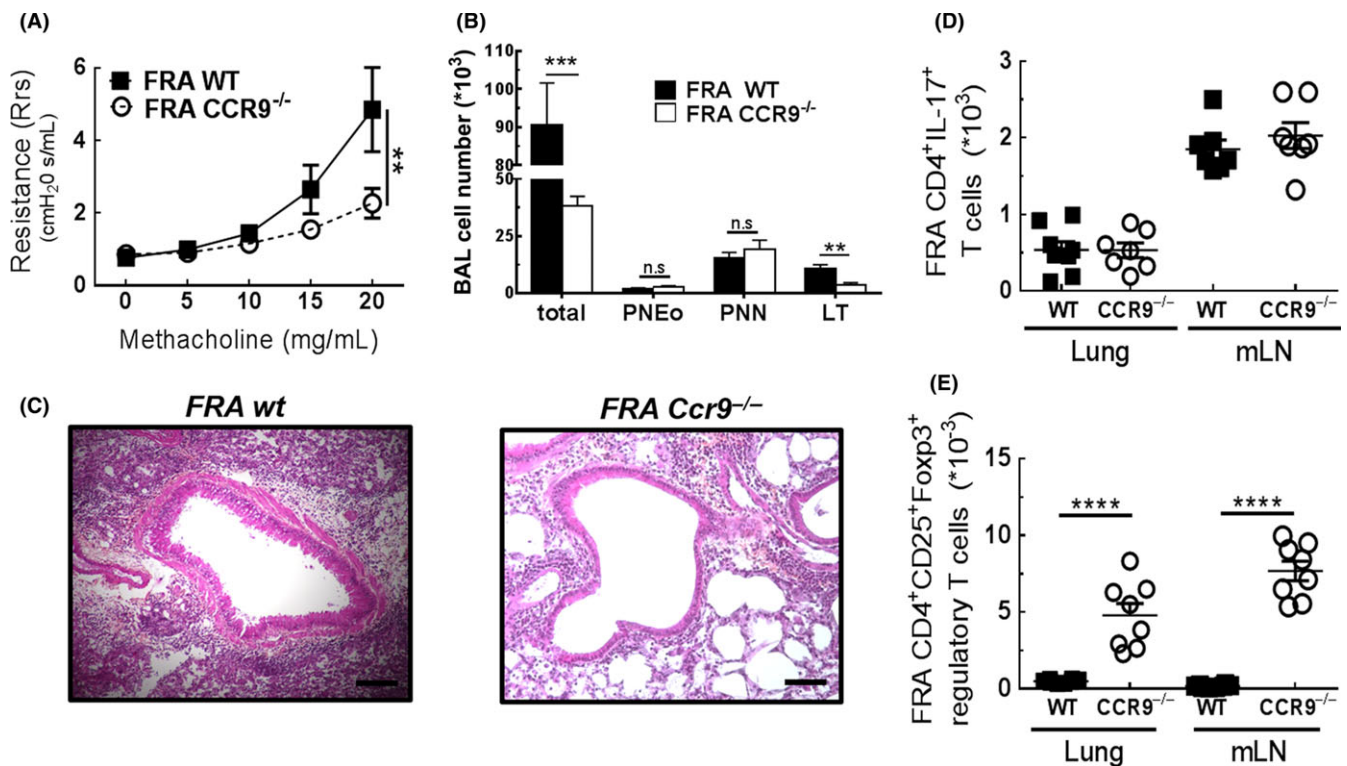 (A)
Resistance (Rrs)
(cmH₂0 s/mL)
6
4
2
0
FRA WT
FRA CCR9⁻/⁻
**
0 5 10 15 20
Methacholine (mg/mL)
(B)
BAL cell number (*10³)
110
100
90
80
50
25
0
***
FRA WT
FRA CCR9⁻/⁻
n.s
n.s
**
total PNEo PNN LT
(C)
FRA wt
FRA Ccr9⁻/⁻
(D)
FRA CD4⁺IL-17⁺
T cells (*10³)
3
2
1
0
WT CCR9⁻/⁻ WT CCR9⁻/⁻
Lung mLN
(E)
FRA CD4⁺CD25⁺Foxp3⁺
regulatory T cells (*10⁻³)
15
10
5
0
**** ****
WT CCR9⁻/⁻ WT CCR9⁻/⁻
Lung mLN